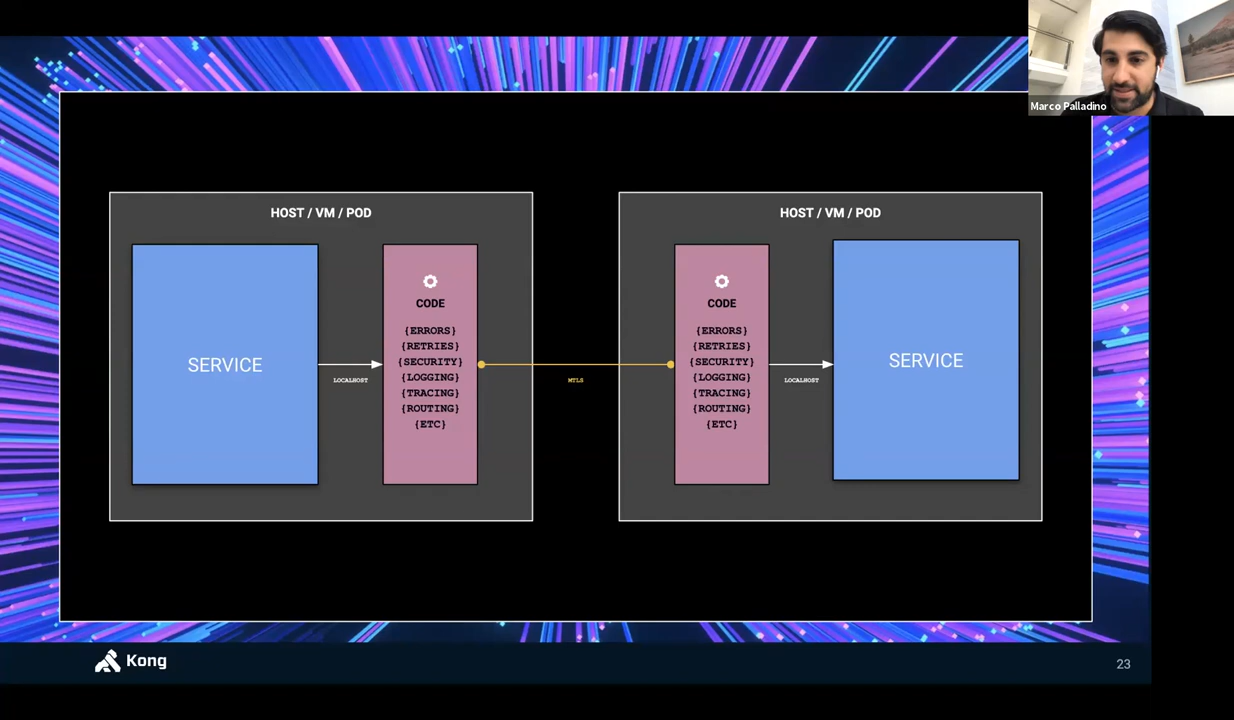 Marco Palladino
HOST / VM / POD
SERVICE
LOCALHOST
CODE
{ERRORS}
{RETRIES}
{SECURITY}
{LOGGING}
{TRACING}
{ROUTING}
{ETC}
MTLS
HOST / VM / POD
CODE
{ERRORS}
{RETRIES}
{SECURITY}
{LOGGING}
{TRACING}
{ROUTING}
{ETC}
LOCALHOST
SERVICE
Kong
23